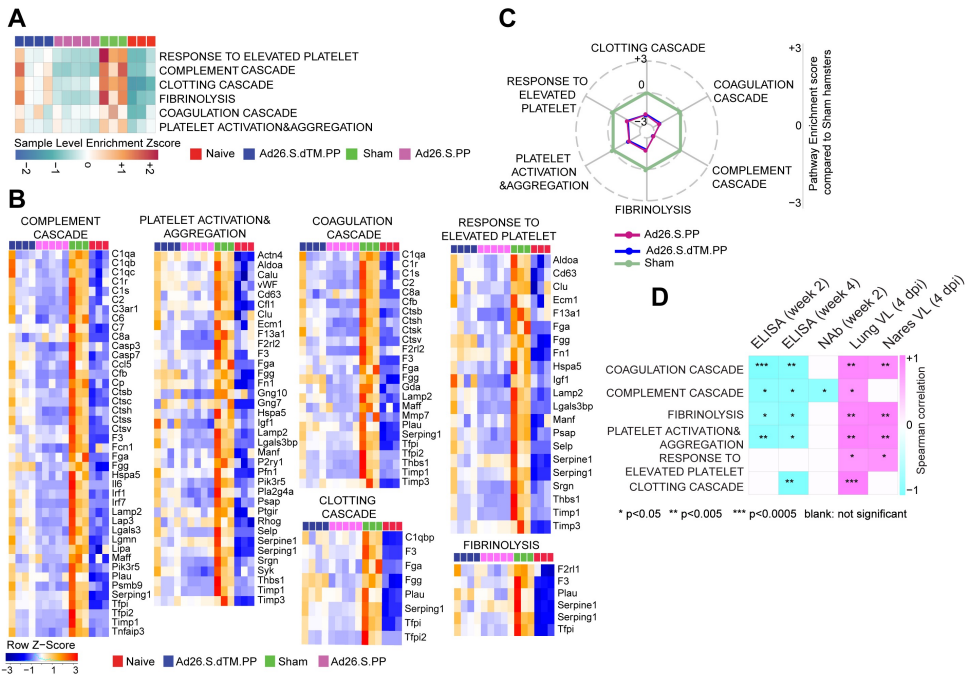 A
RESPONSE TO ELEVATED PLATELET
COMPLEMENT CASCADE
CLOTTING CASCADE
FIBRINOLYSIS
COAGULATION CASCADE
PLATELET ACTIVATION&AGGREGATION
Sample Level Enrichment Zscore
−2 −1 0 +1 +2
Naive Ad26.S.dTM.PP Sham Ad26.S.PP
B
COMPLEMENT
CASCADE
C1qa
C1qb
C1qc
C1r
C1s
C2
C3ar1
C6
C7
C8a
Casp3
Casp7
Ccl5
Cfb
Cp
Ctsb
Ctsc
Ctsh
Ctss
Ctsv
F3
Fcn1
Fga
Fgg
Hspa5
Il6
Irf1
Irf7
Lamp2
Lap3
Lgals3
Lgmn
Lipa
Maff
Pik3r5
Plau
Psmb9
Serping1
Tfpi
Tfpi2
Timp1
Tnfaip3
PLATELET ACTIVATION&
AGGREGATION
Actn4
Aldoa
Calu
vWF
Cd63
Cfl1
Clu
Ecm1
F13a1
F2rl2
F3
Fga
Fgg
Fn1
Gng10
Gng7
Hspa5
Igf1
Lamp2
Lgals3bp
Manf
P2ry1
Pfn1
Pik3r5
Pla2g4a
Psap
Ptgir
Rhog
Selp
Serpine1
Serping1
Srgn
Syk
Thbs1
Timp1
Timp3
COAGULATION
CASCADE
C1qa
C1r
C1s
C2
C8a
Cfb
Ctsb
Ctsh
Ctsk
Ctsv
F2rl2
F3
Fga
Fgg
Gda
Lamp2
Maff
Mmp7
Plau
Serping1
Tfpi
Tfpi2
Thbs1
Timp1
Timp3
CLOTTING
CASCADE
C1qbp
F3
Fga
Fgg
Plau
Serping1
Tfpi
Tfpi2
RESPONSE TO
ELEVATED PLATELET
Aldoa
Cd63
Clu
Ecm1
F13a1
Fga
Fgg
Fn1
Hspa5
Igf1
Lamp2
Lgals3bp
Manf
Psap
Selp
Serpine1
Serping1
Srgn
Thbs1
Timp1
Timp3
FIBRINOLYSIS
F2rl1
F3
Plau
Serpine1
Serping1
Tfpi
Row Z−Score
−3 −1 1 3
Naive Ad26.S.dTM.PP Sham Ad26.S.PP
C
CLOTTING CASCADE
+3
0
−3
COAGULATION
CASCADE
COMPLEMENT
CASCADE
FIBRINOLYSIS
PLATELET
ACTIVATION
&AGGREGATION
RESPONSE TO
ELEVATED
PLATELET
+3
0
−3
Pathway Enrichment score
compared to Sham hamsters
Ad26.S.PP
Ad26.S.dTM.PP
Sham
D
ELISA (week 2)
ELISA (week 4)
NAb (week 2)
Lung VL (4 dpi)
Nares VL (4 dpi)
COAGULATION CASCADE *** ** ** **
COMPLEMENT CASCADE * * * *
FIBRINOLYSIS * * ** **
PLATELET ACTIVATION&
AGGREGATION ** * ** **
RESPONSE TO
ELEVATED PLATELET * *
CLOTTING CASCADE ** ***
+1
0
−1
Spearman correlation
* p<0.05 ** p<0.005 *** p<0.0005 blank: not significant